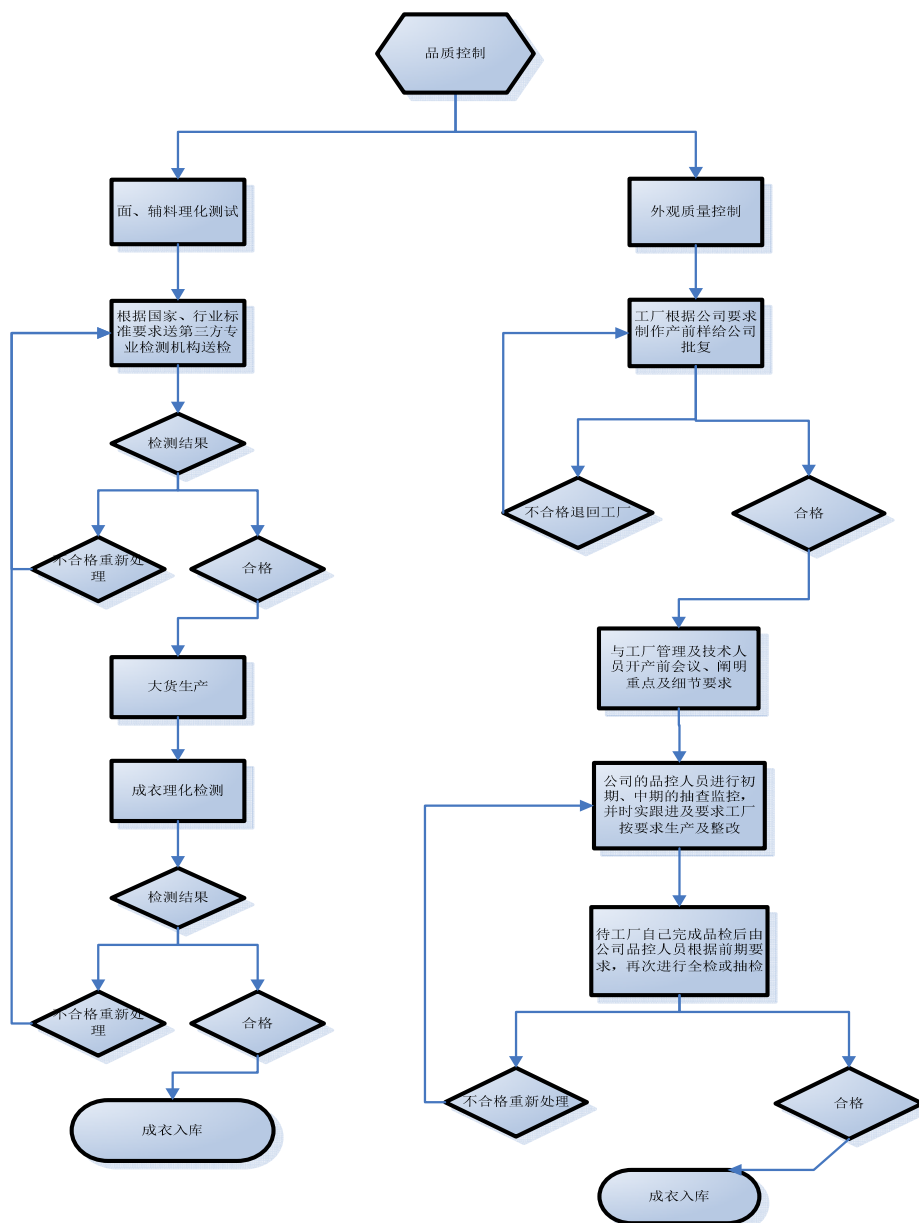 品质控制
面、辅料理化测试
根据国家、行业标
准要求送第三方专
业检测机构送检
检测结果
不合格重新处
理
合格
大货生产
成衣理化检测
检测结果
不合格重新处
理
合格
成衣入库
外观质量控制
工厂根据公司要求
制作产前样给公司
批复
不合格退回工厂
合格
与工厂管理及技术人
员开产前会议、阐明
重点及细节要求
公司的品控人员进行初
期、中期的抽查监控，
并时实跟进及要求工厂
按要求生产及整改
待工厂自己完成品检后由
公司品控人员根据前期要
求，再次进行全检或抽检
不合格重新处理
合格
成衣入库